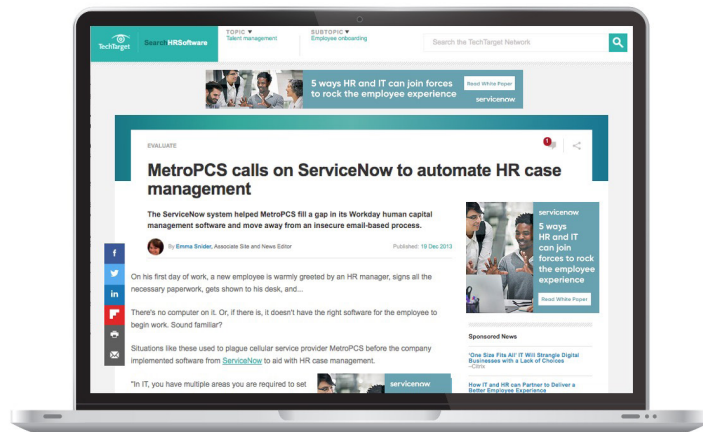 TechTarget
SearchHRSoftware
TOPIC ▼
Talent management
SUBTOPIC ▼
Employee onboarding
Search the TechTarget Network
5 ways HR and IT can join forces
to rock the employee experience
Read White Paper
servicenow
EVALUATE
1
MetroPCS calls on ServiceNow to automate HR case
management
The ServiceNow system helped MetroPCS fill a gap in its Workday human capital
management software and move away from an insecure email-based process.
By Emma Snider, Associate Site and News Editor
Published: 19 Dec 2013
f
in
On his first day of work, a new employee is warmly greeted by an HR manager, signs all the
necessary paperwork, gets shown to his desk, and...
There's no computer on it. Or, if there is, it doesn't have the right software for the employee to
begin work. Sound familiar?
Situations like these used to plague cellular service provider MetroPCS before the company
implemented software from ServiceNow to aid with HR case management.
"In IT, you have multiple areas you are required to set
servicenow
servicenow
5 ways
HR and IT
can join
forces to rock
the employee
experience
Read White Paper
Sponsored News
'One Size Fits All' IT Will Strangle Digital
Businesses with a Lack of Choices
–Citrix
How IT and HR can Partner to Deliver a
Better Employee Experience